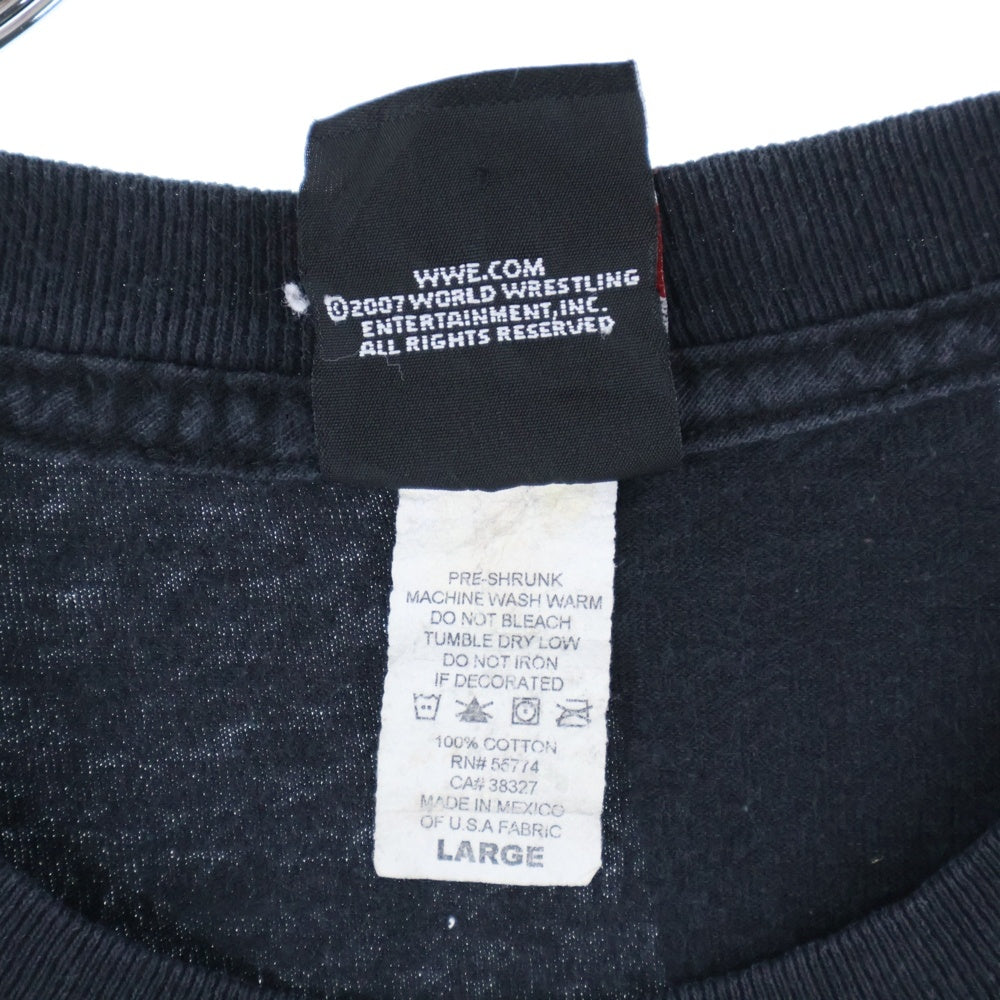 WWE.COM
©2007 WORLD WRESTLING
ENTERTAINMENT, INC.
ALL RIGHTS RESERVED
PRE-SHRUNK
MACHINE WASH WARM
DO NOT BLEACH
TUMBLE DRY LOW
DO NOT IRON
IF DECORATED
100% COTTON
RN# 55774
CA# 38327
MADE IN MEXICO
OF U.S.A FABRIC
LARGE